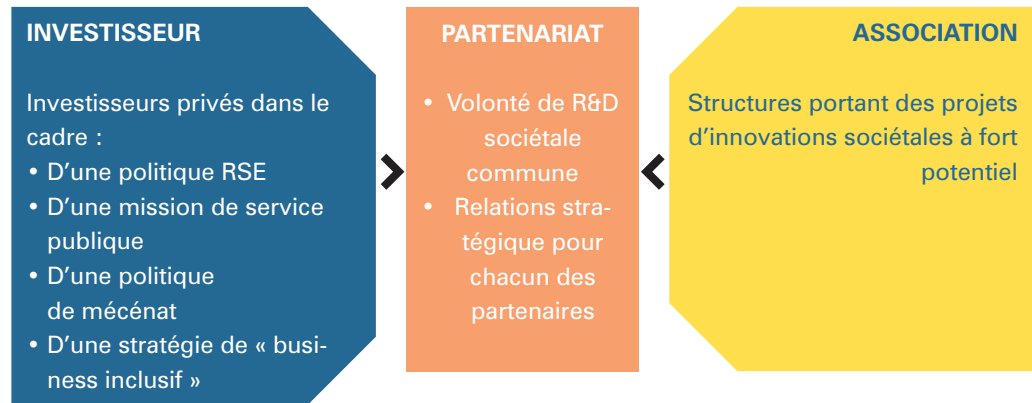 INVESTISSEUR
Investisseurs privés dans le
cadre :
• D'une politique RSE
• D'une mission de service
publique
• D'une politique
de mécénat
• D'une stratégie de « busi-
ness inclusif »
PARTENARIAT
• Volonté de R&D
sociétale
commune
• Relations stra-
tégique pour
chacun des
partenaires
ASSOCIATION
Structures portant des projets
d'innovations sociétales à fort
potentiel